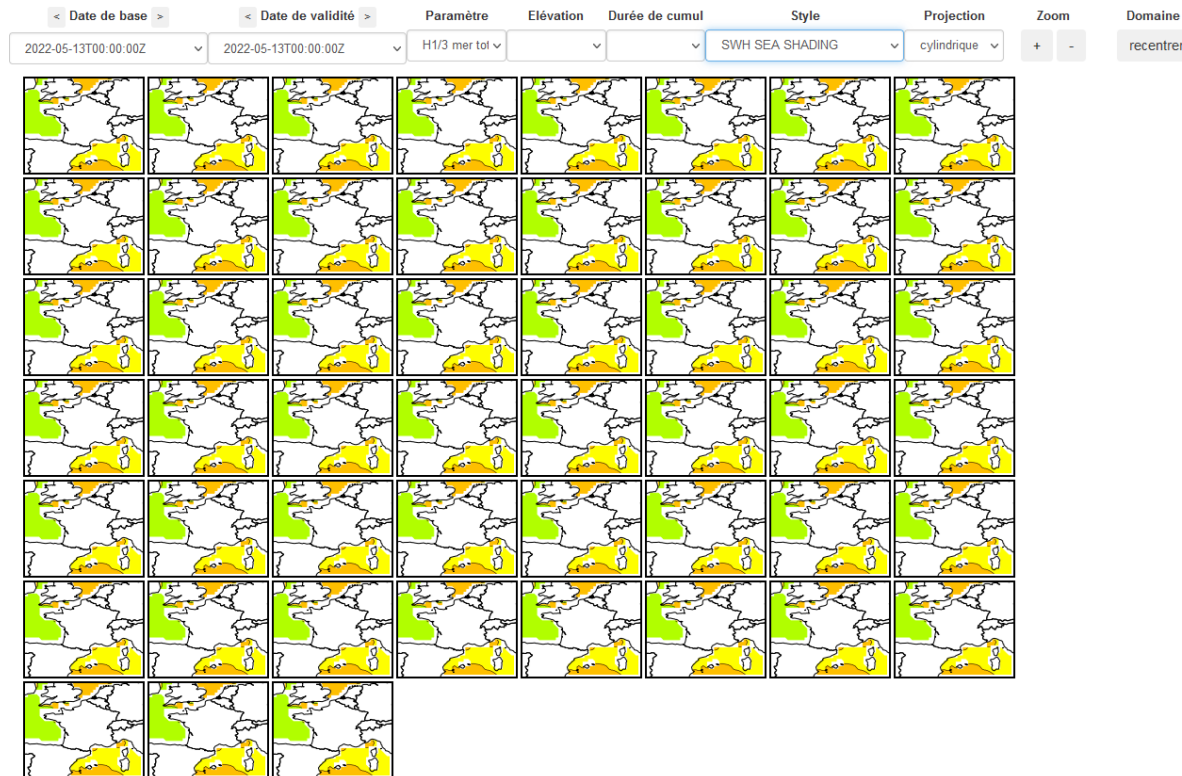 < Date de base > < Date de validité > Paramètre Elévation Durée de cumul Style Projection Zoom Domaine
2022-05-13T00:00:00Z 2022-05-13T00:00:00Z H1/3 mer tot SWH SEA SHADING cylindrique + - recentrer